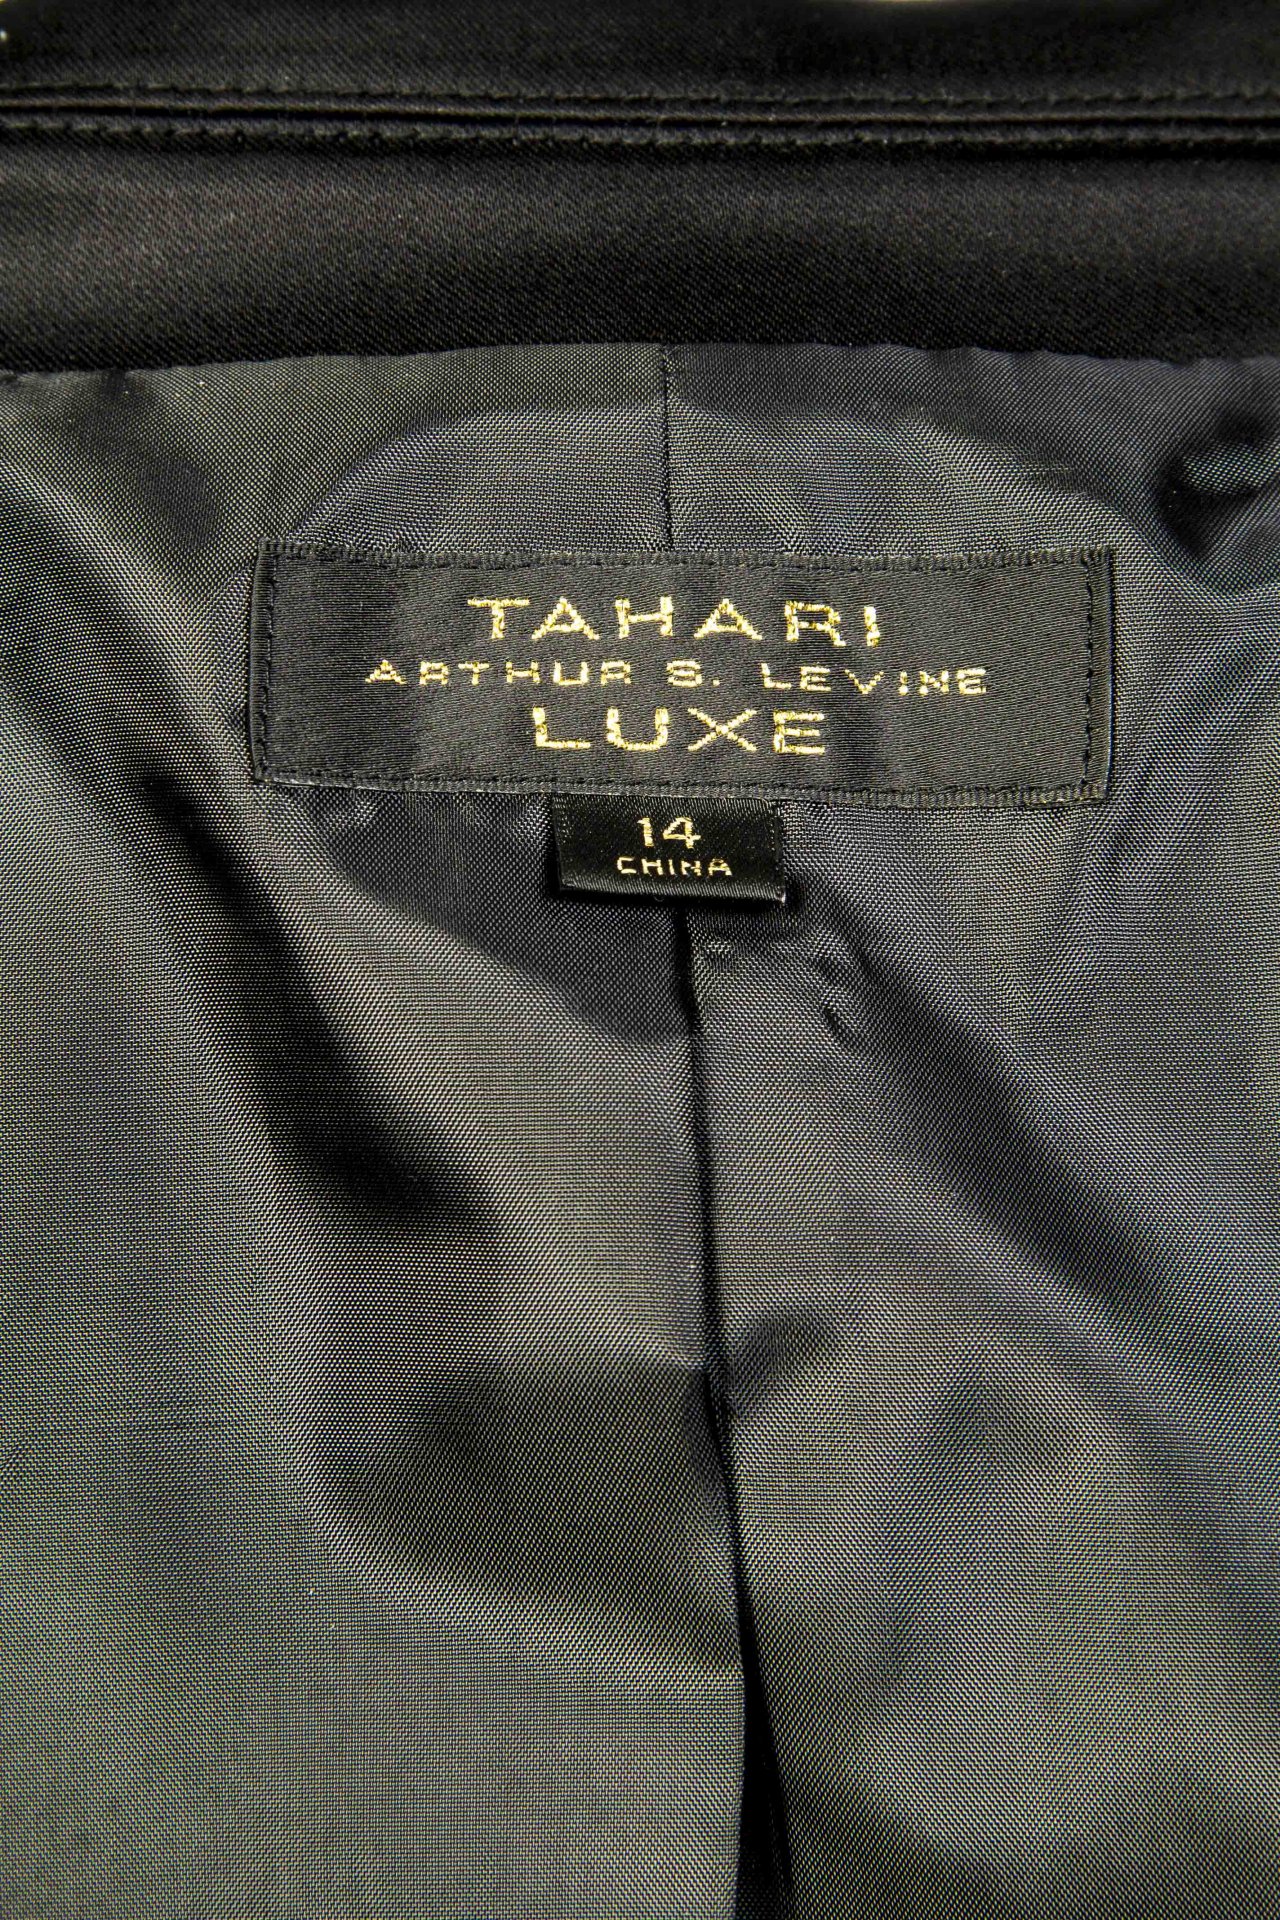 TAHARI
ARTHUR S. LEVINE
LUXE
14
CHINA